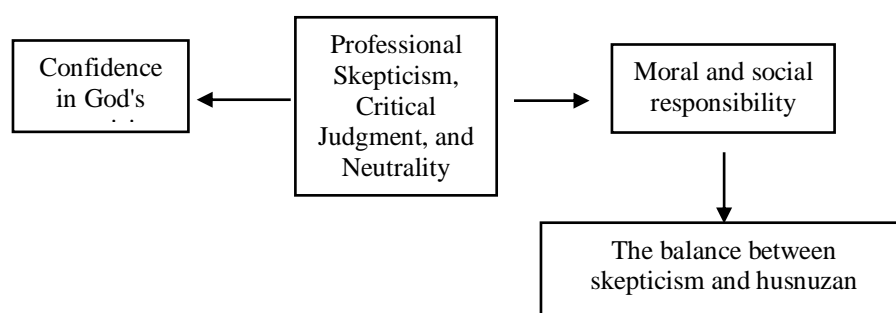 Confidence
in God's
Professional
Skepticism,
Critical
Judgment, and
Neutrality
Moral and social
responsibility
The balance between
skepticism and husnuzan